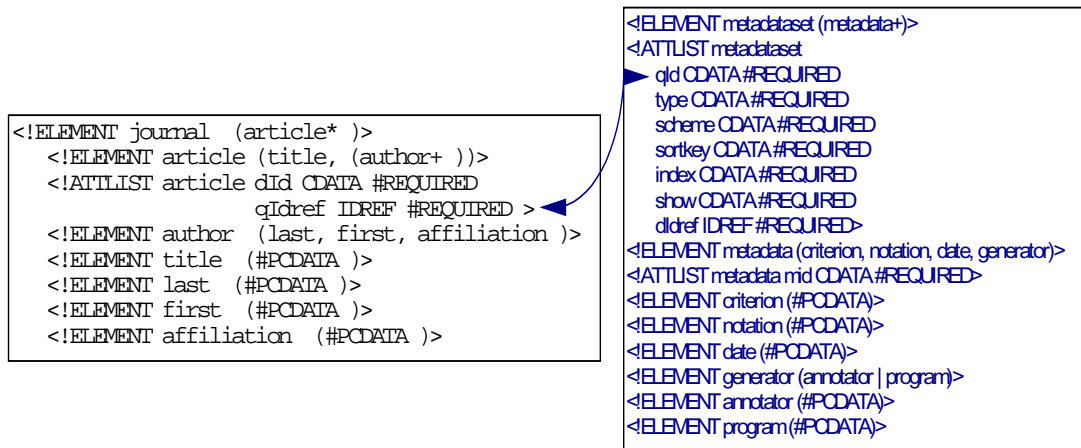 <!ELEMENT journal (article* )>
<!ELEMENT article (title, (author+ ))>
<!ATTLIST article dId CDATA #REQUIRED
qIdref IDREF #REQUIRED >
<!ELEMENT author (last, first, affiliation )>
<!ELEMENT title (#PCDATA )>
<!ELEMENT last (#PCDATA )>
<!ELEMENT first (#PCDATA )>
<!ELEMENT affiliation (#PCDATA )>
<!ELEMENT metadataset (metadata+)>
<!ATTLIST metadataset
qId CDATA #REQUIRED
type CDATA #REQUIRED
scheme CDATA #REQUIRED
sortkey CDATA #REQUIRED
index CDATA #REQUIRED
show CDATA #REQUIRED
dIdref IDREF #REQUIRED>
<!ELEMENT metadata (criterion, notation, date, generator)>
<!ATTLIST metadata mid CDATA #REQUIRED>
<!ELEMENT criterion (#PCDATA)>
<!ELEMENT notation (#PCDATA)>
<!ELEMENT date (#PCDATA)>
<!ELEMENT generator (annotator | program)>
<!ELEMENT annotator (#PCDATA)>
<!ELEMENT program (#PCDATA)>